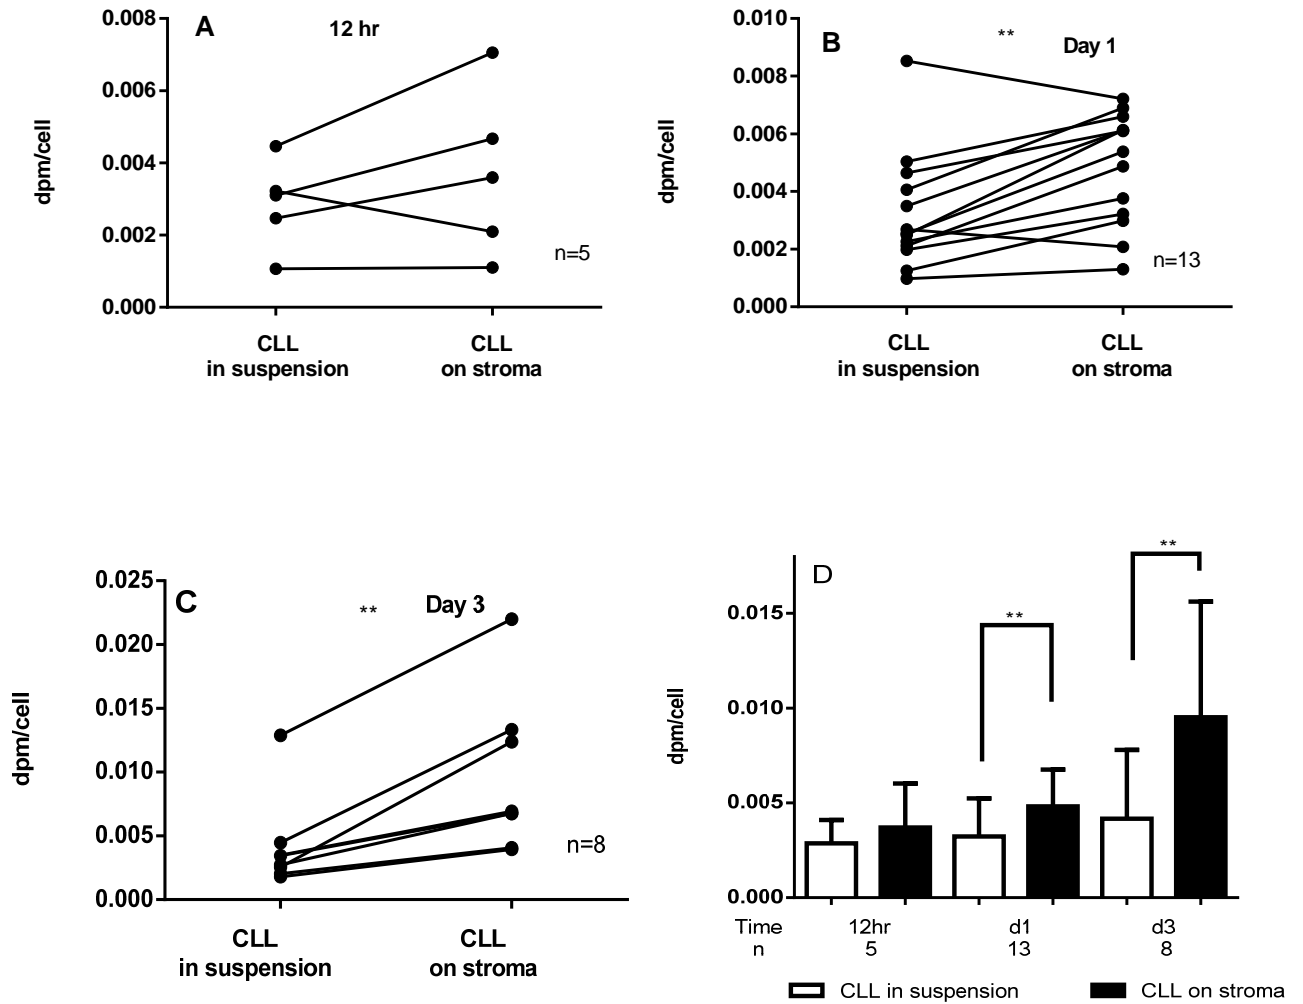 A
12 hr
0.008
0.006
0.004
0.002
0.000
dpm/cell
n=5
CLL
in suspension
CLL
on stroma
B
**
Day 1
0.010
0.008
0.006
0.004
0.002
0.000
dpm/cell
n=13
CLL
in suspension
CLL
on stroma
C
**
Day 3
0.025
0.020
0.015
0.010
0.005
0.000
dpm/cell
n=8
CLL
in suspension
CLL
on stroma
D
**
**
0.015
0.010
0.005
0.000
dpm/cell
Time 12hr d1 d3
n 5 13 8
CLL in suspension CLL on stroma